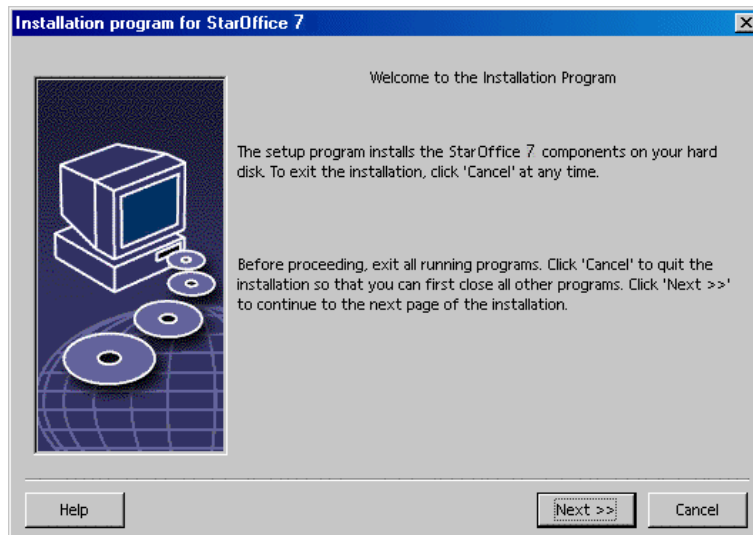 Installation program for StarOffice 7
Welcome to the Installation Program
The setup program installs the StarOffice 7 components on your hard
disk. To exit the installation, click 'Cancel' at any time.
Before proceeding, exit all running programs. Click 'Cancel' to quit the
installation so that you can first close all other programs. Click 'Next >>'
to continue to the next page of the installation.
Help
Next >>
Cancel